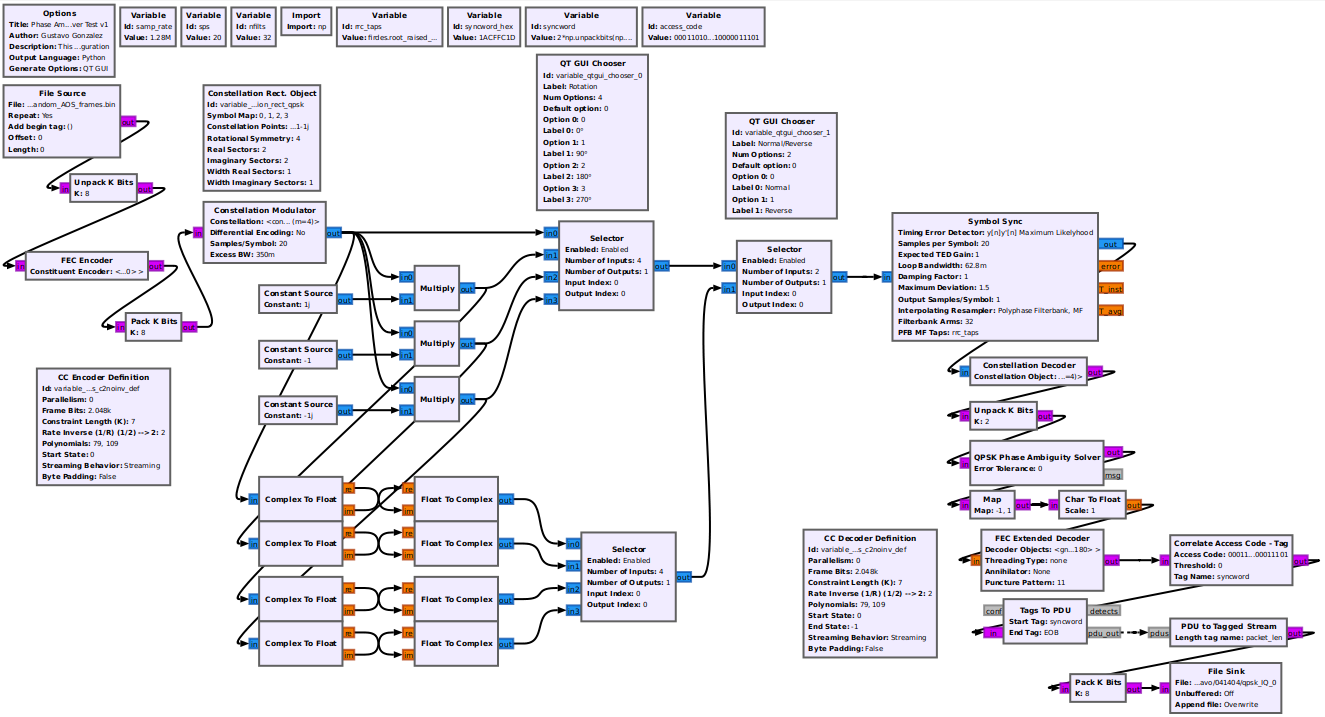 Options
Title: Phase Am...ver Test v1
Author: Gustavo Gonzalez
Description: This ...guration
Output Language: Python
Generate Options: QT GUI
Variable
Id: samp_rate
Value: 1.28M
Variable
Id: sps
Value: 20
Variable
Id: nfilts
Value: 32
Import
Import: np
Variable
Id: rrc_taps
Value: firdes.root_raised_...
Variable
Id: syncword_hex
Value: 1ACFFC1D
Variable
Id: syncword
Value: 2*np.unpackbits(np....
Variable
Id: access_code
Value: 00011010...10000011101
File Source
File: ...andom_AOS_frames.bin
Repeat: Yes
Add begin tag: ()
Offset: 0
Length: 0
out
Constellation Rect. Object
Id: variable_...ion_rect_qpsk
Symbol Map: 0, 1, 2, 3
Constellation Points: ...1-1j
Rotational Symmetry: 4
Real Sectors: 2
Imaginary Sectors: 2
Width Real Sectors: 1
Width Imaginary Sectors: 1
QT GUI Chooser
Id: variable_qtgui_chooser_0
Label: Rotation
Num Options: 4
Default option: 0
Option 0: 0
Label 0: 0°
Option 1: 1
Label 1: 90°
Option 2: 2
Label 2: 180°
Option 3: 3
Label 3: 270°
QT GUI Chooser
Id: variable_qtgui_chooser_1
Label: Normal/Reverse
Num Options: 2
Default option: 0
Option 0: 0
Label 0: Normal
Option 1: 1
Label 1: Reverse
in
Unpack K Bits
K: 8
out
in
FEC Encoder
Constituent Encoder: <...0> >
out
in
Pack K Bits
K: 8
out
in
Constellation Modulator
Constellation: <con... (m=4)>
Differential Encoding: No
Samples/Symbol: 20
Excess BW: 350m
out
Constant Source
Constant: 1j
out
in0
in1
Multiply
out
Constant Source
Constant: -1
out
in0
in1
Multiply
out
Constant Source
Constant: -1j
out
in0
in1
Multiply
out
in0
in1
in2
in3
Selector
Enabled: Enabled
Number of Inputs: 4
Number of Outputs: 1
Input Index: 0
Output Index: 0
out
in0
in1
Selector
Enabled: Enabled
Number of Inputs: 2
Number of Outputs: 1
Input Index: 0
Output Index: 0
out
in
Symbol Sync
Timing Error Detector: y[n]y'[n] Maximum Likelyhood
Samples per Symbol: 20
Expected TED Gain: 1
Loop Bandwidth: 62.8m
Damping Factor: 1
Maximum Deviation: 1.5
Output Samples/Symbol: 1
Interpolating Resampler: Polyphase Filterbank, MF
Filterbank Arms: 32
PFB MF Taps: rrc_taps
out
error
T_inst
T_avg
CC Encoder Definition
Id: variable_...s_c2noinv_def
Parallelism: 0
Frame Bits: 2.048k
Constraint Length (K): 7
Rate Inverse (1/R) (1/2) --> 2: 2
Polynomials: 79, 109
Start State: 0
Streaming Behavior: Streaming
Byte Padding: False
in
Complex To Float
re
im
re
im
Float To Complex
out
in
Complex To Float
re
im
re
im
Float To Complex
out
in
Complex To Float
re
im
re
im
Float To Complex
out
in
Complex To Float
re
im
re
im
Float To Complex
out
in0
in1
in2
in3
Selector
Enabled: Enabled
Number of Inputs: 4
Number of Outputs: 1
Input Index: 0
Output Index: 0
out
in
Constellation Decoder
Constellation Object: ...=4)>
out
in
Unpack K Bits
K: 2
out
in
QPSK Phase Ambiguity Solver
Error Tolerance: 0
out
msg
in
Map
Map: -1, 1
out
in
Char To Float
Scale: 1
out
CC Decoder Definition
Id: variable_...s_c2noinv_def
Parallelism: 0
Frame Bits: 2.048k
Constraint Length (K): 7
Rate Inverse (1/R) (1/2) --> 2: 2
Polynomials: 79, 109
Start State: 0
End State: -1
Streaming Behavior: Streaming
Byte Padding: False
in
FEC Extended Decoder
Decoder Objects: <gn...180> >
Threading Type: none
Annihilator: None
Puncture Pattern: 11
out
in
Correlate Access Code - Tag
Access Code: 00011...00011101
Threshold: 0
Tag Name: syncword
out
conf
in
Tags To PDU
Start Tag: syncword
End Tag: EOB
detects
pdu_out
pdus
PDU to Tagged Stream
Length tag name: packet_len
out
in
Pack K Bits
K: 8
out
in
File Sink
File: ...avo/041404/qpsk_IQ_0
Unbuffered: Off
Append file: Overwrite